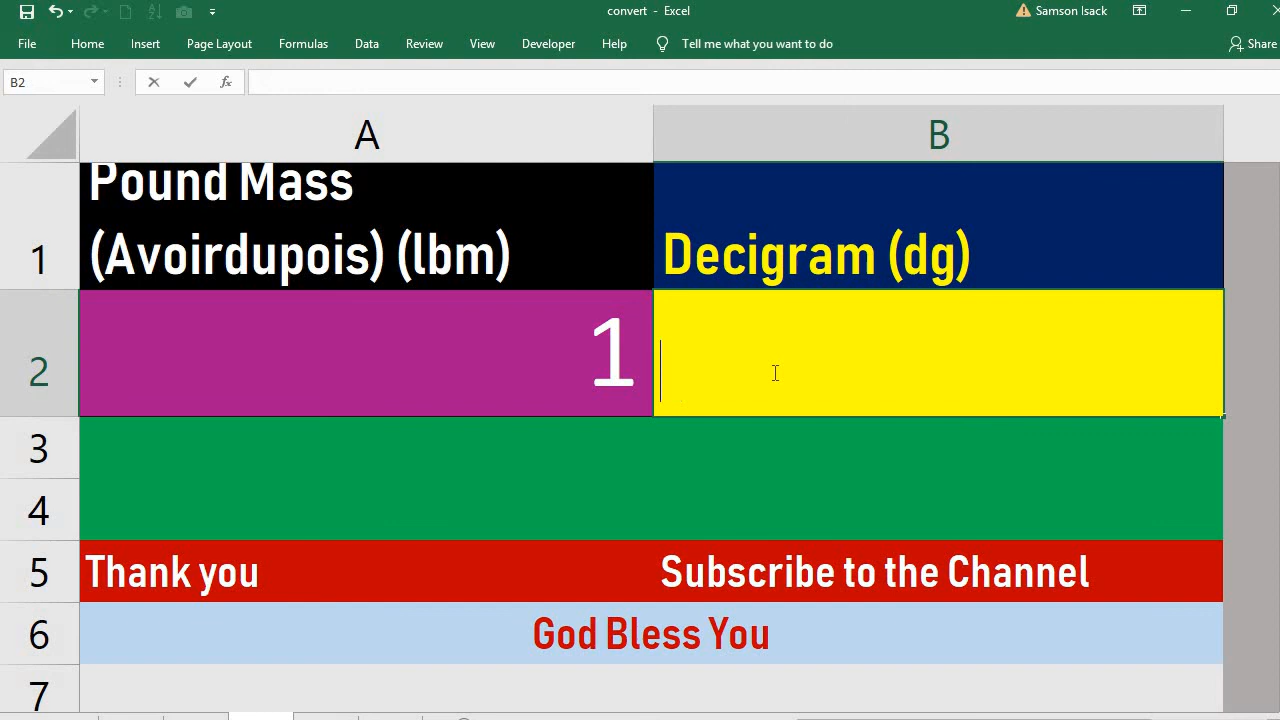 convert - Excel
Samson Isack
File Home Insert Page Layout Formulas Data Review View Developer Help Tell me what you want to do Share
B2 fx
A B
Pound Mass
(Avoirdupois) (lbm)
Decigram (dg)
1
2
1
3
4
5
Thank you
Subscribe to the Channel
6
God Bless You
7